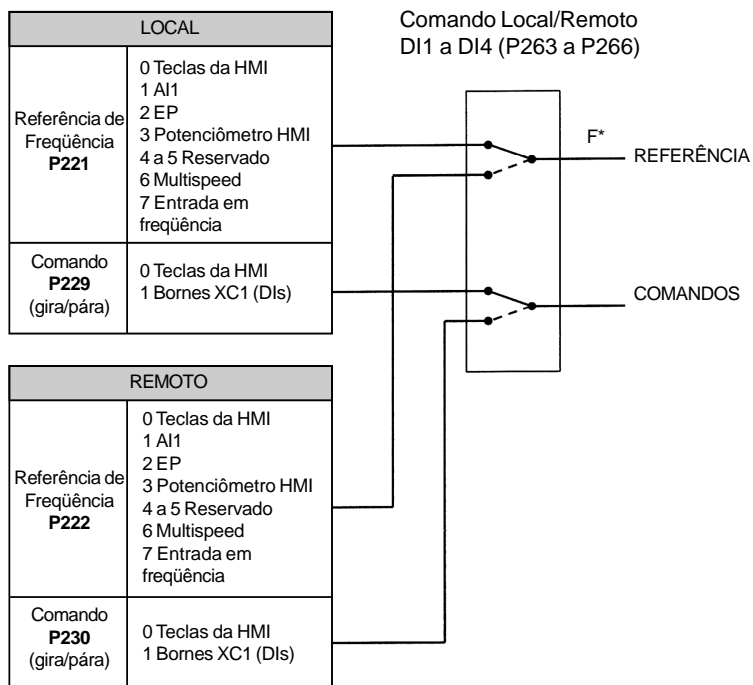 LOCAL
Referência de
Freqüência
P221
0 Teclas da HMI
1 AI1
2 EP
3 Potenciômetro HMI
4 a 5 Reservado
6 Multispeed
7 Entrada em
freqüência
Comando
P229
(gira/pára)
0 Teclas da HMI
1 Bornes XC1 (DIs)
Comando Local/Remoto
DI1 a DI4 (P263 a P266)
F*
REFERÊNCIA
COMANDOS
REMOTO
Referência de
Freqüência
P222
0 Teclas da HMI
1 AI1
2 EP
3 Potenciômetro HMI
4 a 5 Reservado
6 Multispeed
7 Entrada em
freqüência
Comando
P230
(gira/pára)
0 Teclas da HMI
1 Bornes XC1 (DIs)